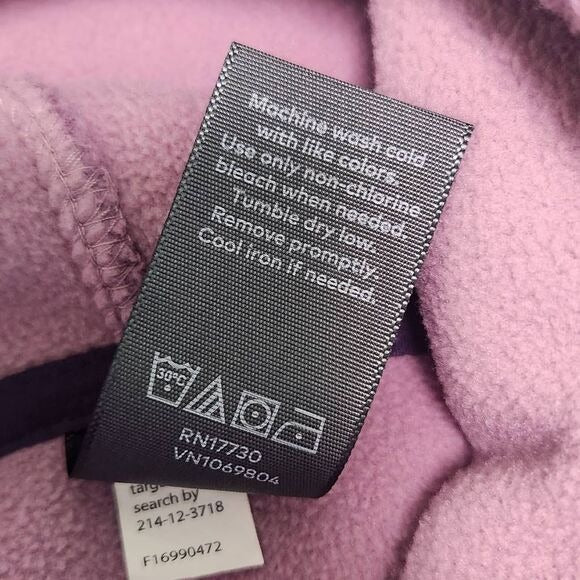 Machine wash cold
with like colors.
Use only non-chlorine
bleach when needed.
Tumble dry low.
Remove promptly.
Cool iron if needed.
30°C
RN17730
VN1069804
search by
214-12-3718
F16990472